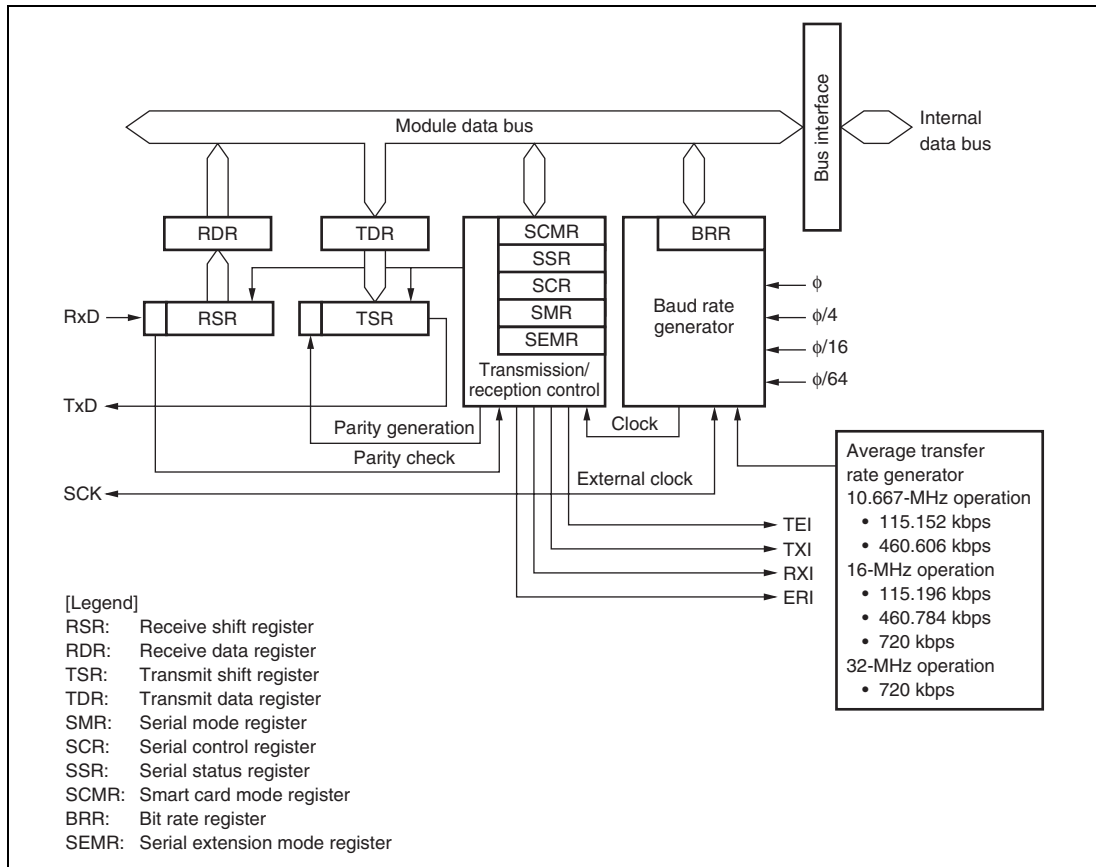 Module data bus
Bus interface
Internal
data bus
RDR
TDR
SCMR
SSR
SCR
SMR
SEMR
BRR
Baud rate
generator
ϕ
ϕ/4
ϕ/16
ϕ/64
RxD
RSR
TSR
Transmission/
reception control
TxD
Parity generation
Clock
Parity check
SCK
External clock
TEI
TXI
RXI
ERI
Average transfer
rate generator
10.667-MHz operation
• 115.152 kbps
• 460.606 kbps
16-MHz operation
• 115.196 kbps
• 460.784 kbps
• 720 kbps
32-MHz operation
• 720 kbps
[Legend]
RSR: Receive shift register
RDR: Receive data register
TSR: Transmit shift register
TDR: Transmit data register
SMR: Serial mode register
SCR: Serial control register
SSR: Serial status register
SCMR: Smart card mode register
BRR: Bit rate register
SEMR: Serial extension mode register